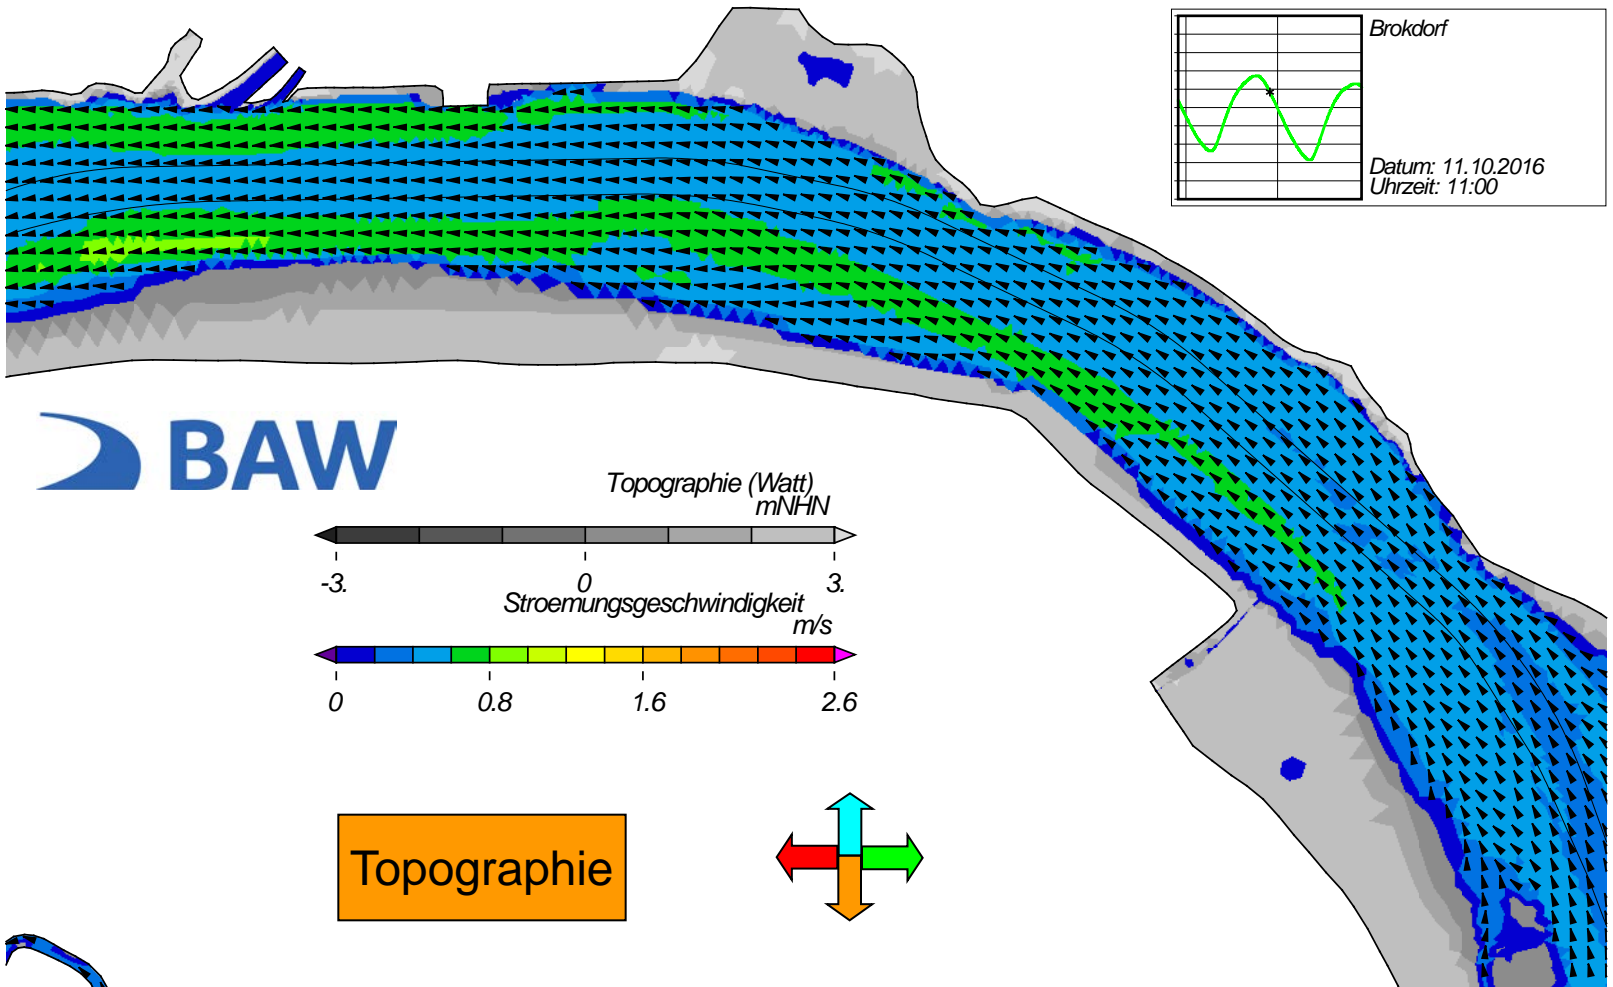 Brokdorf
Datum: 11.10.2016
Uhrzeit: 11:00
BAW
Topographie (Watt)
mNHN
-3. 0 3.
Stroemungsgeschwindigkeit
m/s
0 0.8 1.6 2.6
Topographie